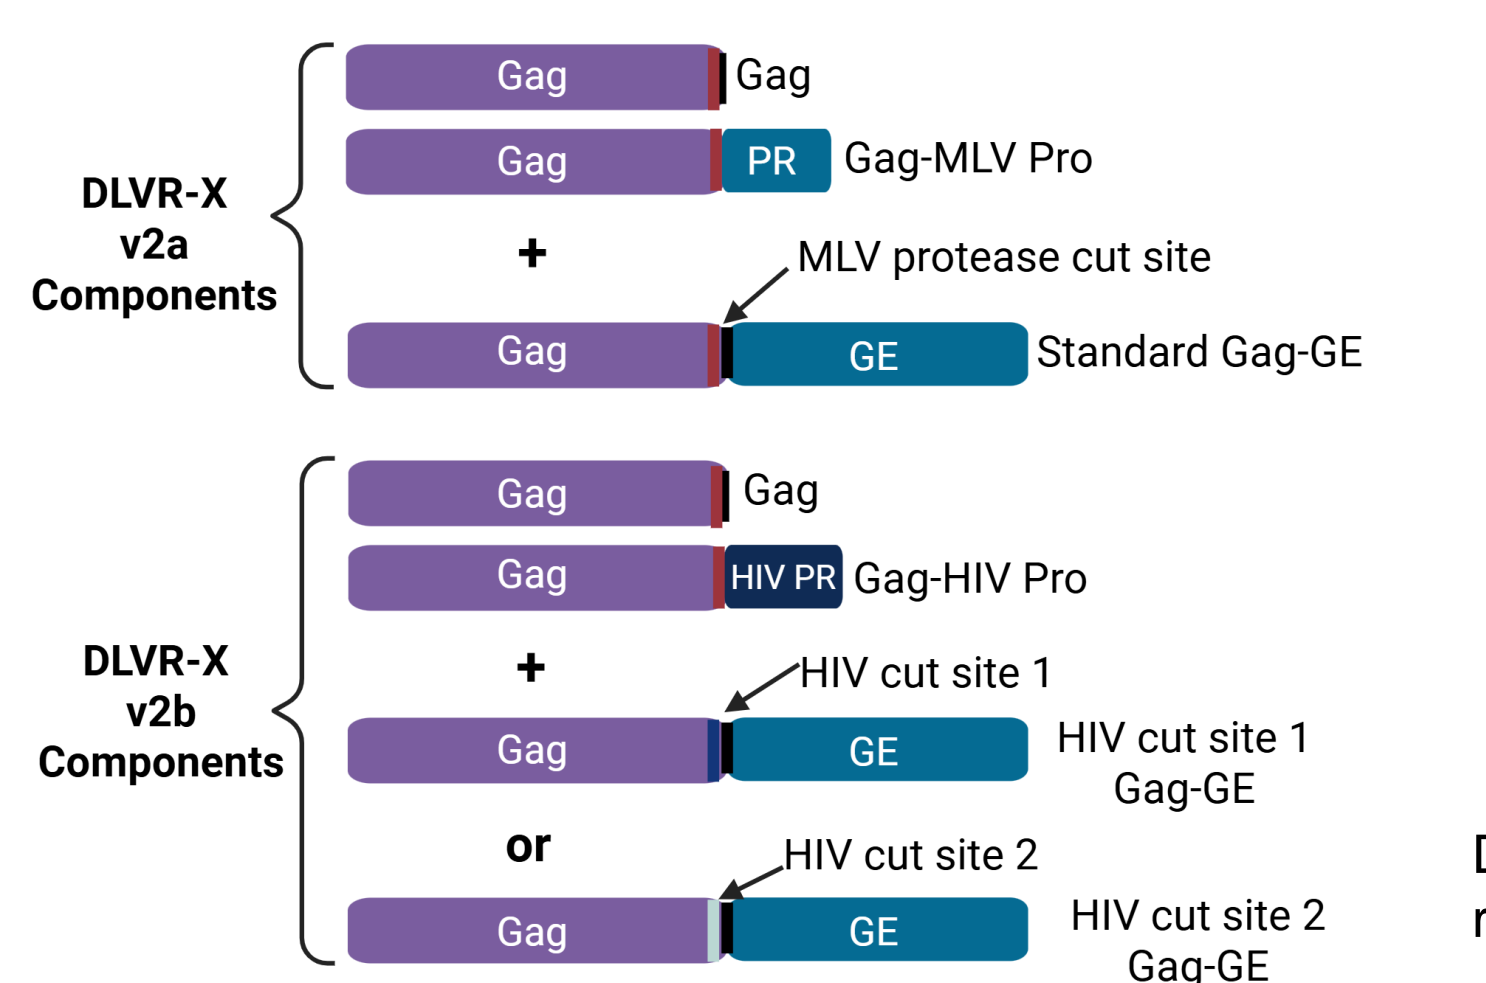 Gag
Gag
Gag
PR
Gag-MLV Pro
DLVR-X
v2a
Components
+
MLV protease cut site
Gag
GE
Standard Gag-GE
Gag
Gag
Gag
HIV PR
Gag-HIV Pro
DLVR-X
v2b
Components
+
HIV cut site 1
Gag
GE
HIV cut site 1
Gag-GE
or
HIV cut site 2
Gag
GE
HIV cut site 2
Gag-GE